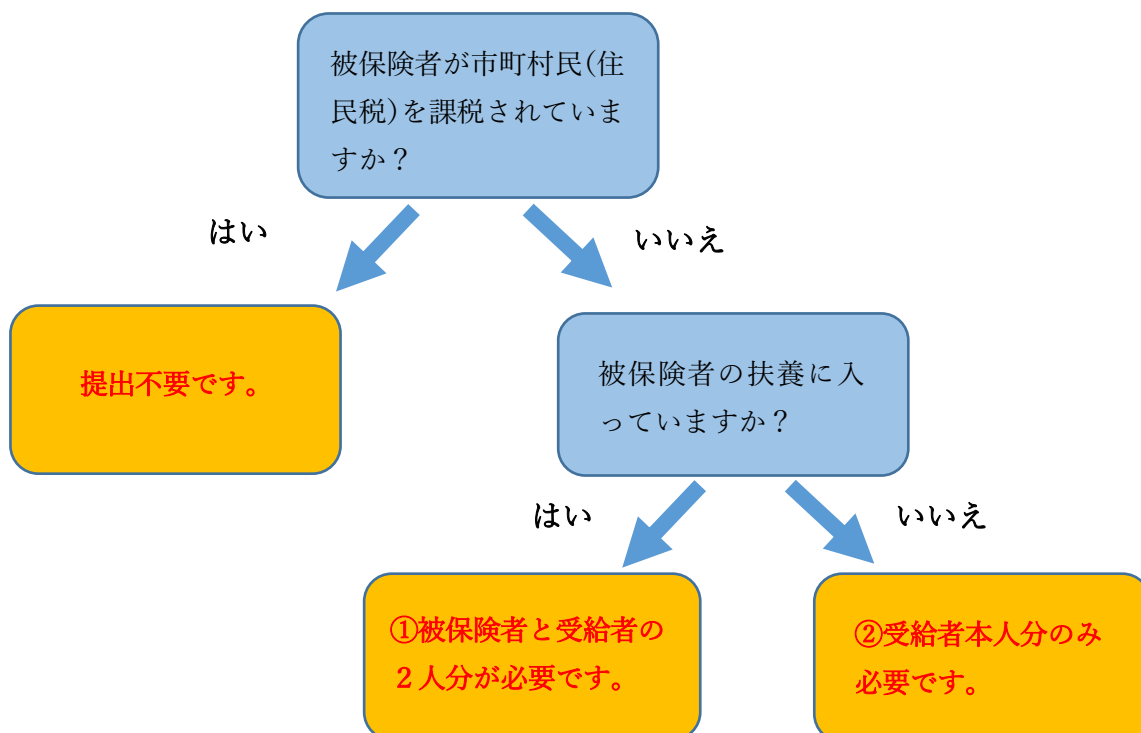 被保険者が市町村民(住
民税)を課税されていま
すか？
はい
いいえ
提出不要です。
被保険者の扶養に入
っていますか？
はい
いいえ
①被保険者と受給者の
２人分が必要です。
②受給者本人分のみ
必要です。